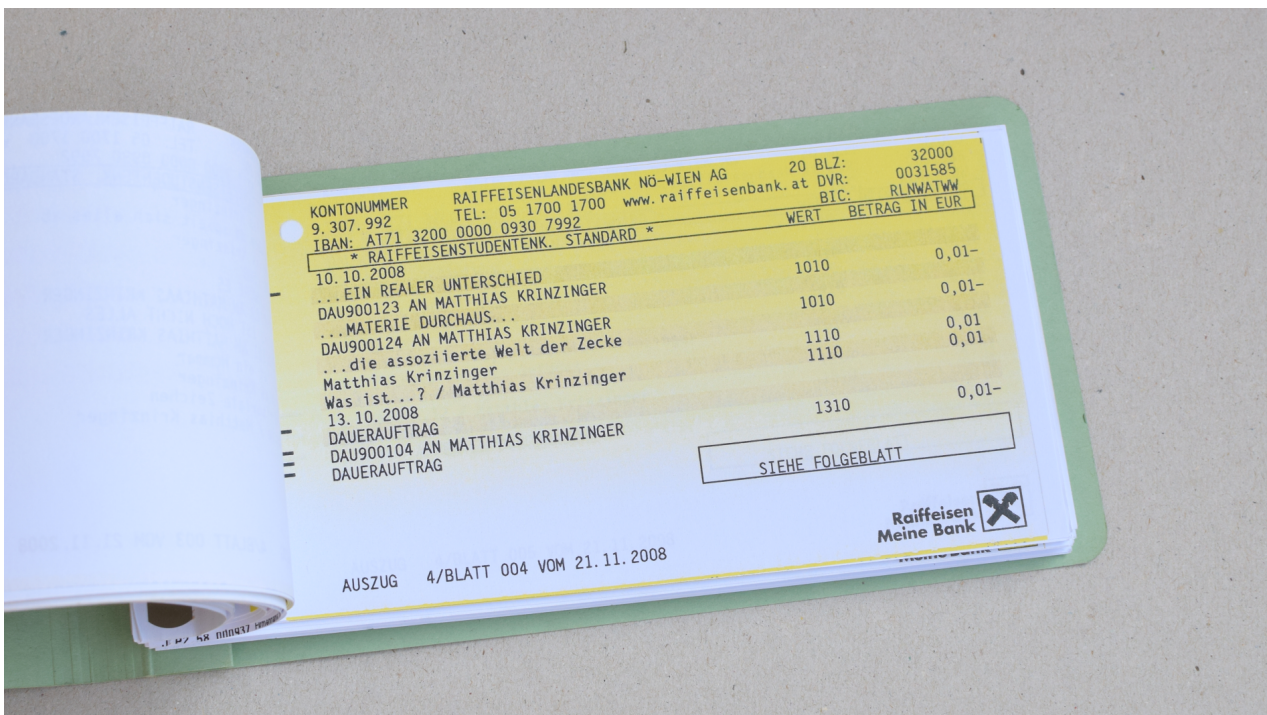 KONTONUMMER RAIFFEISENLANDESBANK NÖ-WIEN AG 20 BLZ: 32000
9.307.992 TEL: 05 1700 1700 www.raiffeisenbank.at DVR: 0031585
IBAN: AT71 3200 0000 0930 7992 BIC: RLNWATWW
* RAIFFEISENSTUDENTENK. STANDARD * WERT BETRAG IN EUR
10.10.2008
...EIN REALER UNTERSCHIED 1010 0,01-
DAU900123 AN MATTHIAS KRINZINGER
...MATERIE DURCHAUS... 1010 0,01-
DAU900124 AN MATTHIAS KRINZINGER
...die assoziierte Welt der Zecke 1110 0,01
Matthias Krinzinger 1110 0,01
Was ist...? / Matthias Krinzinger
13.10.2008
DAUERAUFTRAG 1310 0,01-
DAU900104 AN MATTHIAS KRINZINGER
DAUERAUFTRAG
SIEHE FOLGEBLATT
Raiffeisen
Meine Bank
AUSZUG 4/BLATT 004 VOM 21.11.2008
Meine Bank